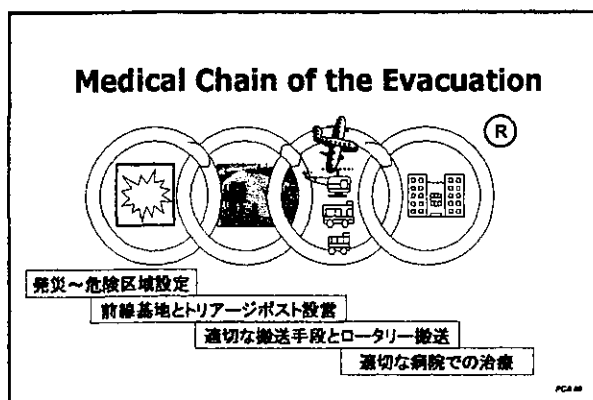 Medical Chain of the Evacuation
R
発災～危険区域設定
前線基地とトリアージポスト設営
適切な搬送手段とロータリー搬送
適切な病院での治療